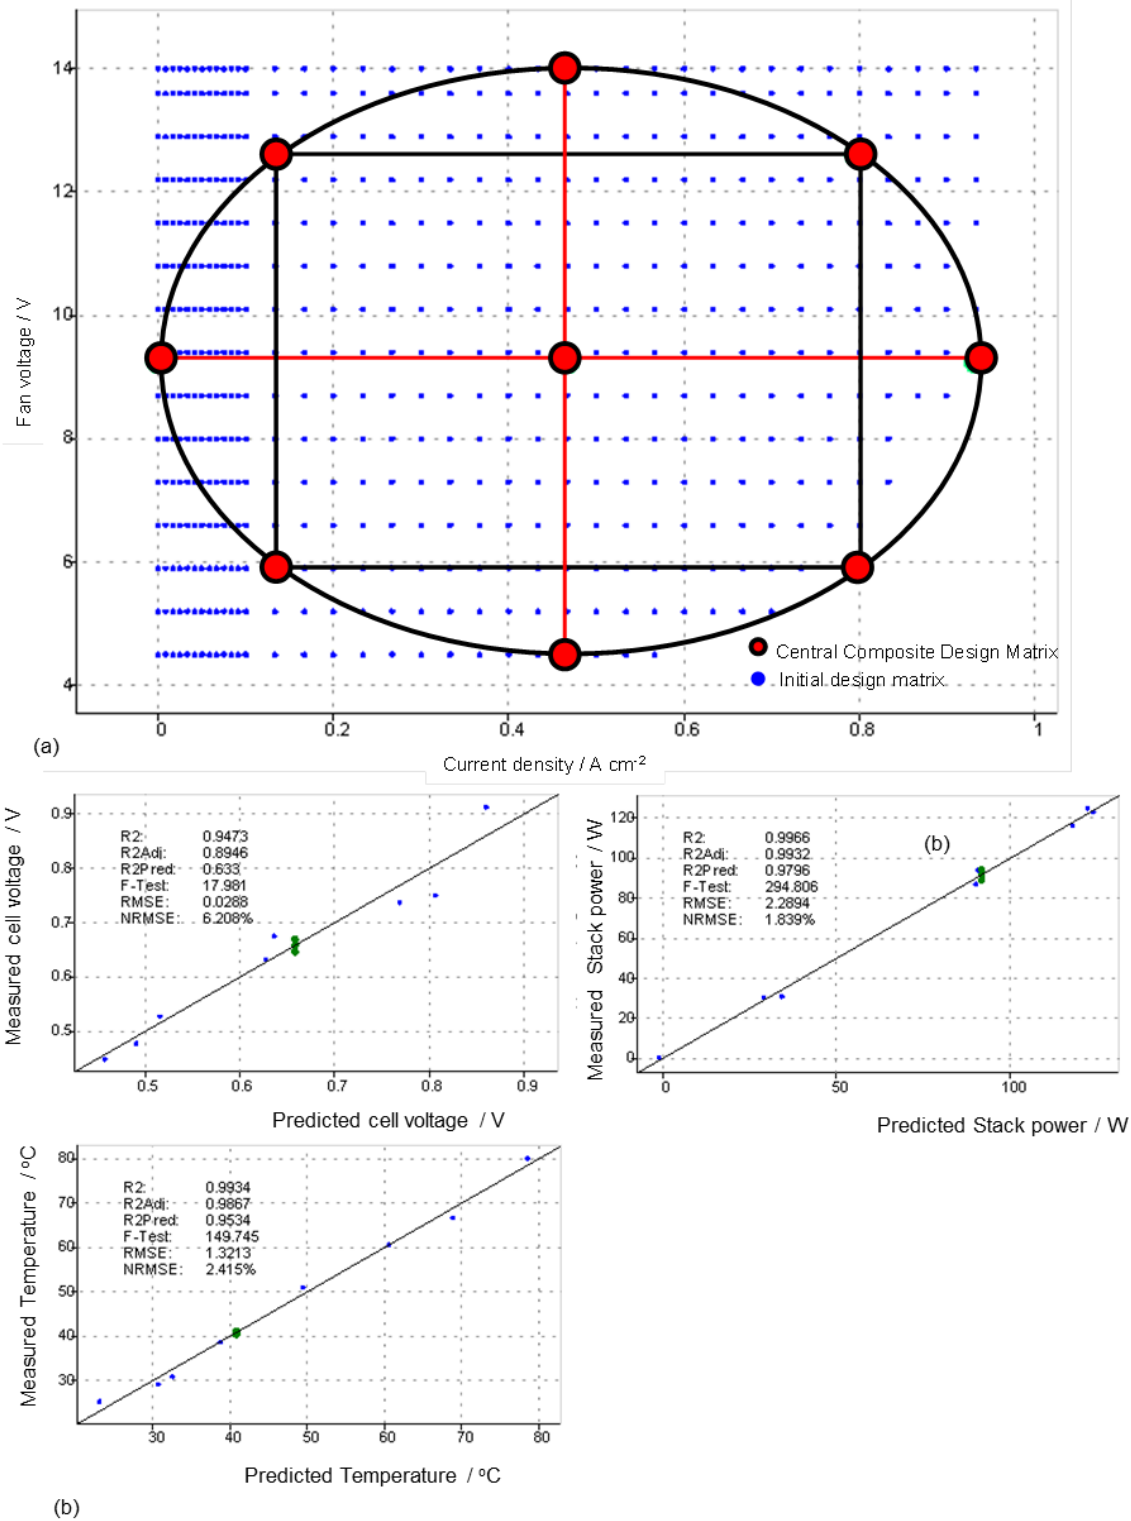 14
12
10
8
6
4
Fan voltage / V
Central Composite Design Matrix
Initial design matrix
0 0.2 0.4 0.6 0.8 1
(a)
Current density / A cm-2
Measured cell voltage / V
0.9
0.8
0.7
0.6
0.5
R2: 0.9473
R2Adj: 0.8946
R2Pred: 0.633
F-Test: 17.981
RMSE: 0.0288
NRMSE: 6.208%
0.5 0.6 0.7 0.8 0.9
Predicted cell voltage / V
Measured Stack power / W
120
100
80
60
40
20
0
R2: 0.9966
R2Adj: 0.9932
R2Pred: 0.9796
F-Test: 294.806
RMSE: 2.2894
NRMSE: 1.839%
(b)
0 50 100
Predicted Stack power / W
Measured Temperature / ºC
80
70
60
50
40
30
R2: 0.9934
R2Adj: 0.9867
R2Pred: 0.9534
F-Test: 149.745
RMSE: 1.3213
NRMSE: 2.415%
30 40 50 60 70 80
Predicted Temperature / ºC
(b)